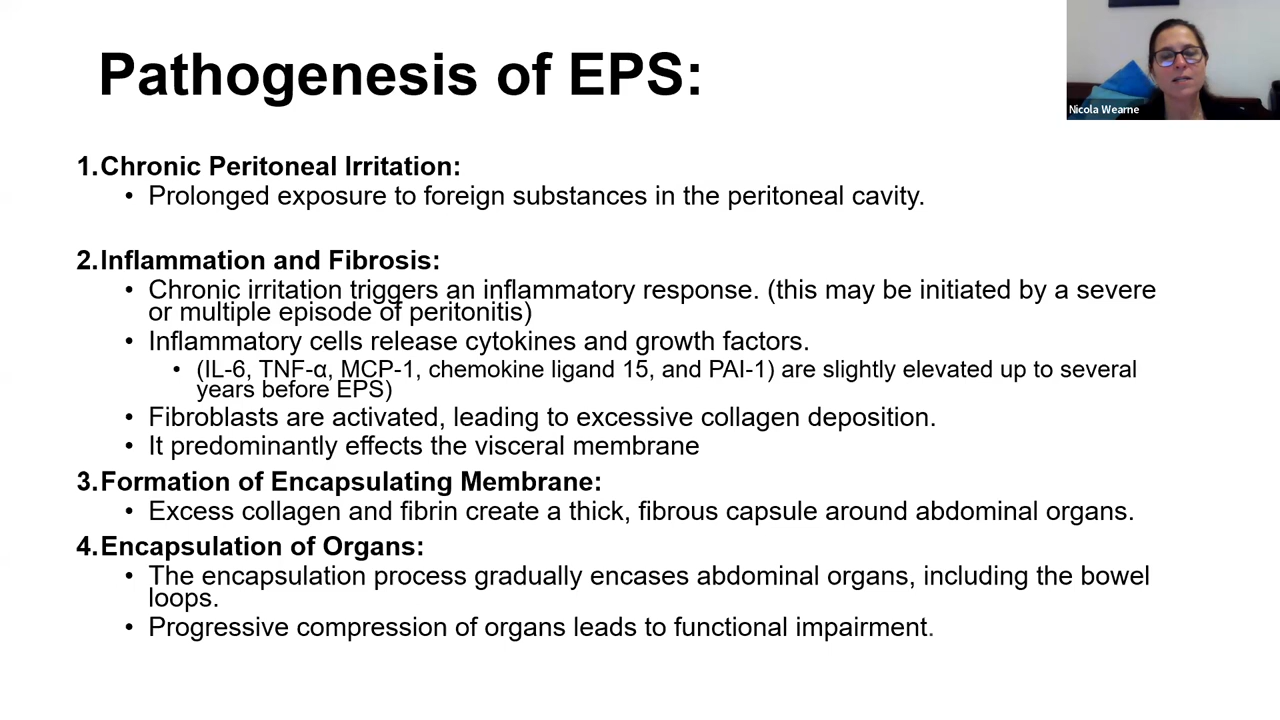 Pathogenesis of EPS:
Nicola Wearne
1.Chronic Peritoneal Irritation:
• Prolonged exposure to foreign substances in the peritoneal cavity.
2.Inflammation and Fibrosis:
• Chronic irritation triggers an inflammatory response. (this may be initiated by a severe
or multiple episode of peritonitis)
• Inflammatory cells release cytokines and growth factors.
• (IL-6, TNF-α, MCP-1, chemokine ligand 15, and PAI-1) are slightly elevated up to several
years before EPS)
• Fibroblasts are activated, leading to excessive collagen deposition.
• It predominantly effects the visceral membrane
3.Formation of Encapsulating Membrane:
• Excess collagen and fibrin create a thick, fibrous capsule around abdominal organs.
4.Encapsulation of Organs:
• The encapsulation process gradually encases abdominal organs, including the bowel
loops.
• Progressive compression of organs leads to functional impairment.